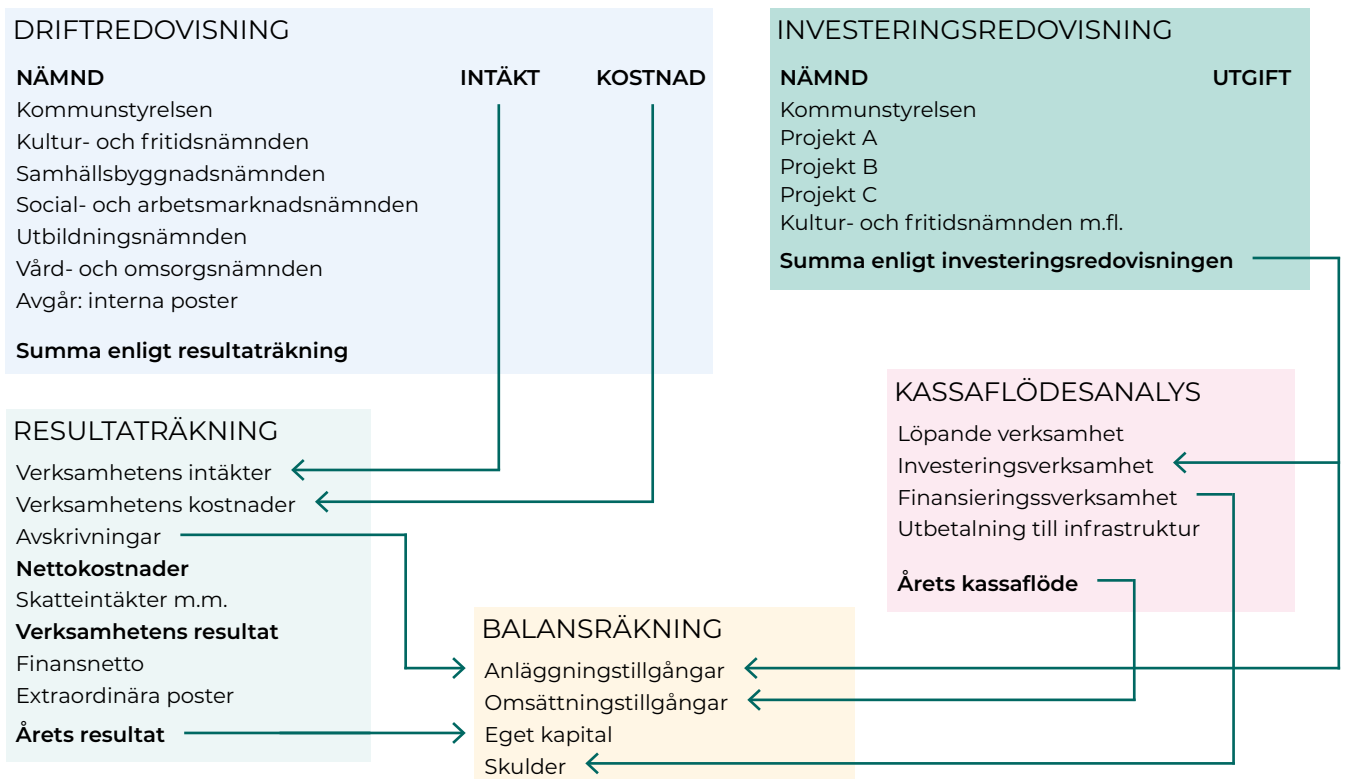 DRIFTREDOVISNING
NÄMND INTÄKT KOSTNAD
Kommunstyrelsen
Kultur- och fritidsnämnden
Samhällsbyggnadsnämnden
Social- och arbetsmarknadsnämnden
Utbildningsnämnden
Vård- och omsorgsnämnden
Avgår: interna poster
Summa enligt resultaträkning
INVESTERINGSREDOVISNING
NÄMND UTGIFT
Kommunstyrelsen
Projekt A
Projekt B
Projekt C
Kultur- och fritidsnämnden m.fl.
Summa enligt investeringsredovisningen
RESULTATRÄKNING
Verksamhetens intäkter
Verksamhetens kostnader
Avskrivningar
Nettokostnader
Skatteintäkter m.m.
Verksamhetens resultat
Finansnetto
Extraordinära poster
Årets resultat
KASSAFLÖDESANALYS
Löpande verksamhet
Investeringsverksamhet
Finansieringssverksamhet
Utbetalning till infrastruktur
Årets kassaflöde
BALANSRÄKNING
Anläggningstillgångar
Omsättningstillgångar
Eget kapital
Skulder